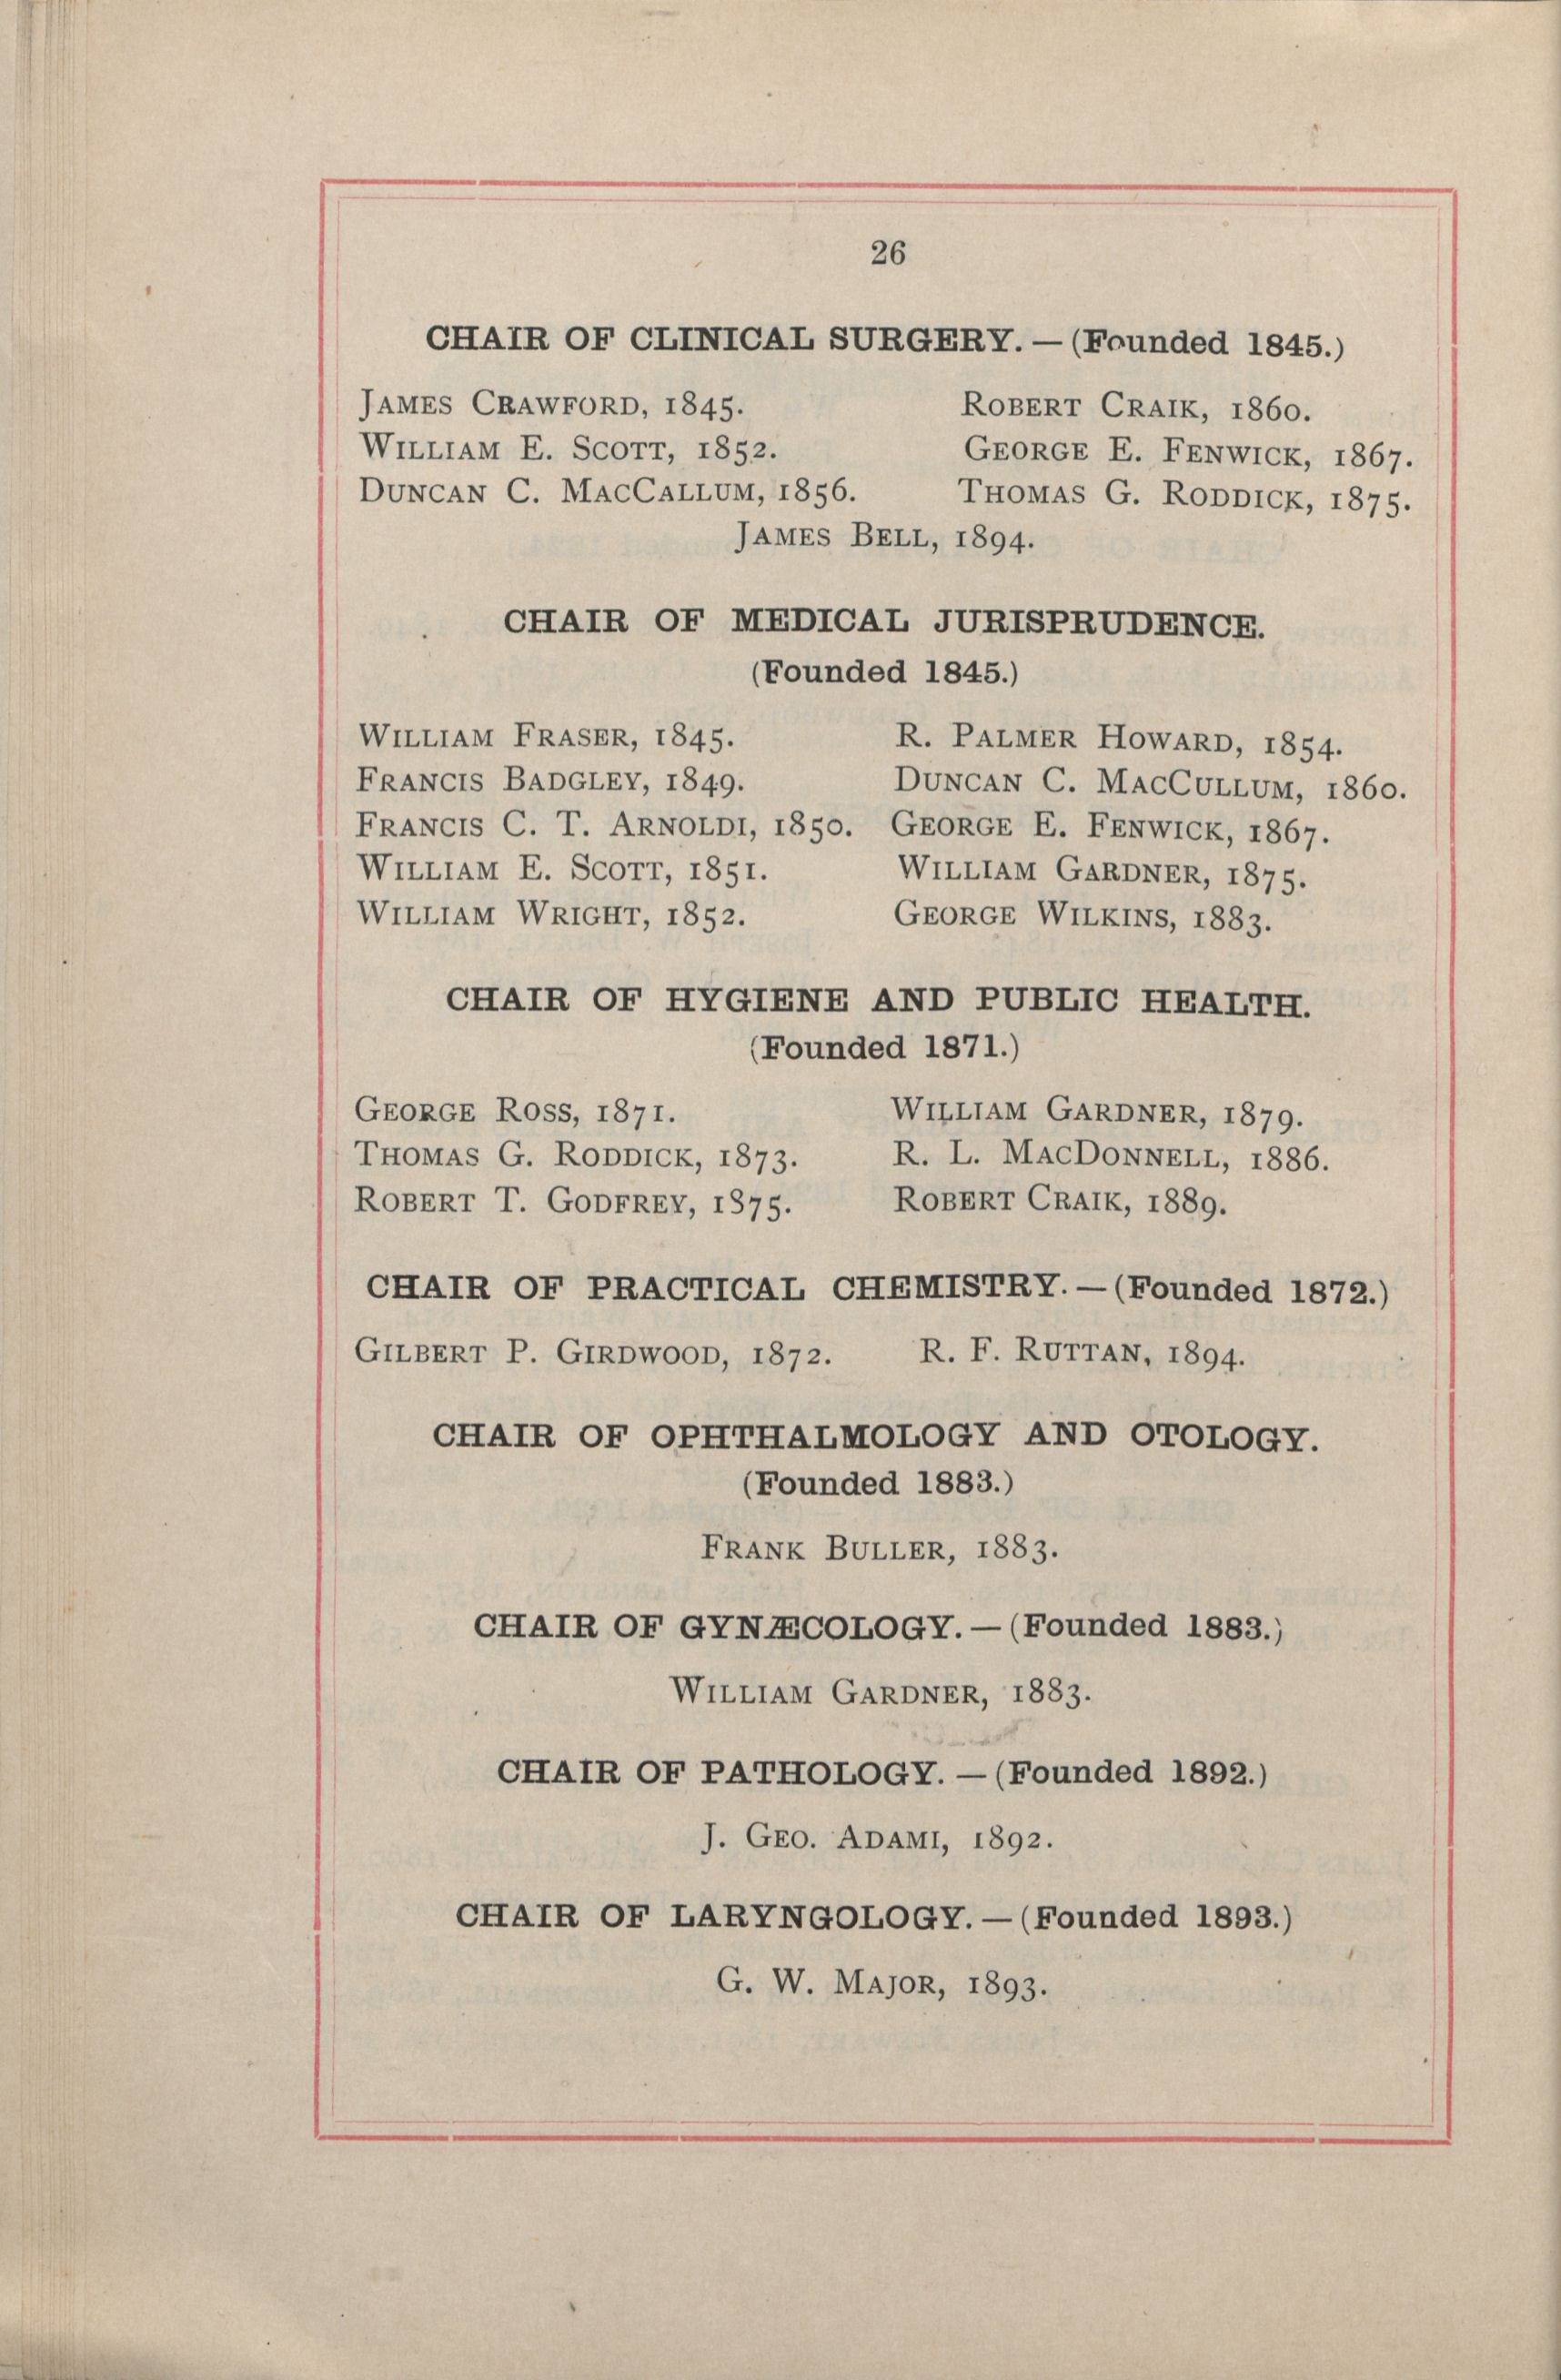 26
CHAIR OF CLINICAL SURGERY. — (Founded 1845.)
JAMES CRAWFORD, 1845. ROBERT CRAIK, 1860.
WILLIAM E. SCOTT, 1852. GEORGE E. FENWICK, 1867.
DUNCAN C. MACCALLUM, 1856. THOMAS G. RODDICK, 1875.
JAMES BELL, 1894.
CHAIR OF MEDICAL JURISPRUDENCE.
(Founded 1845.)
WILLIAM FRASER, 1845. R. PALMER HOWARD, 1854.
FRANCIS BADGLEY, 1849. DUNCAN C. MACCULLUM, 1860.
FRANCIS C. T. ARNOLDI, 1850. GEORGE E. FENWICK, 1867.
WILLIAM E. SCOTT, 1851. WILLIAM GARDNER, 1875.
WILLIAM WRIGHT, 1852. GEORGE WILKINS, 1883.
CHAIR OF HYGIENE AND PUBLIC HEALTH.
(Founded 1871.)
GEORGE ROSS, 1871. WILLIAM GARDNER, 1879.
THOMAS G. RODDICK, 1873. R. L. MACDONNELL, 1886.
ROBERT T. GODFREY, 1875. ROBERT CRAIK, 1889.
CHAIR OF PRACTICAL CHEMISTRY. — (Founded 1872.)
GILBERT P. GIRDWOOD, 1872. R. F. RUTTAN, 1894.
CHAIR OF OPHTHALMOLOGY AND OTOLOGY.
(Founded 1883.)
FRANK BULLER, 1883.
CHAIR OF GYNÆCOLOGY. — (Founded 1883.)
WILLIAM GARDNER, 1883.
CHAIR OF PATHOLOGY. — (Founded 1892.)
J. GEO. ADAMI, 1892.
CHAIR OF LARYNGOLOGY. — (Founded 1893.)
G. W. MAJOR, 1893.